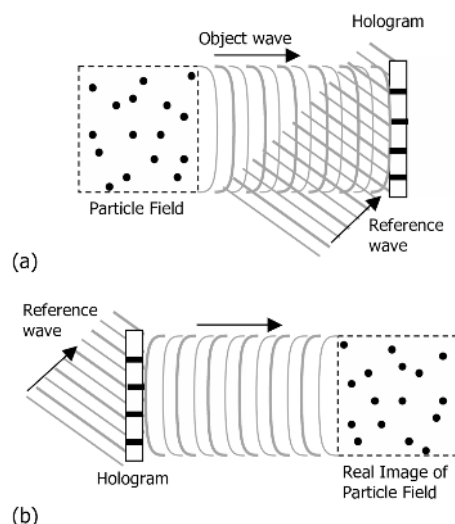 Hologram
Object wave
Particle Field
Reference
wave
(a)
Reference
wave
Hologram
Real Image of
Particle Field
(b)